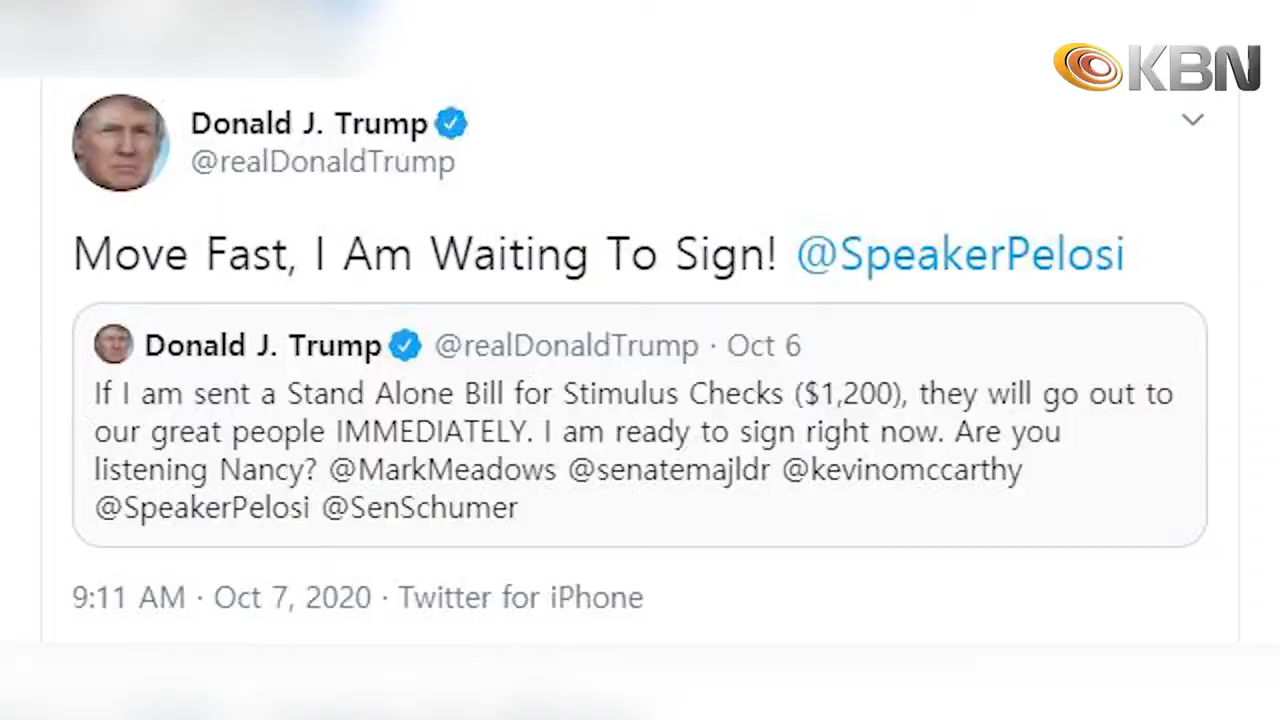 KBN
Donald J. Trump
@realDonaldTrump
Move Fast, I Am Waiting To Sign! @SpeakerPelosi
Donald J. Trump @realDonaldTrump · Oct 6
If I am sent a Stand Alone Bill for Stimulus Checks ($1,200), they will go out to
our great people IMMEDIATELY. I am ready to sign right now. Are you
listening Nancy? @MarkMeadows @senatemajldr @kevinomccarthy
@SpeakerPelosi @SenSchumer
9:11 AM · Oct 7, 2020 · Twitter for iPhone